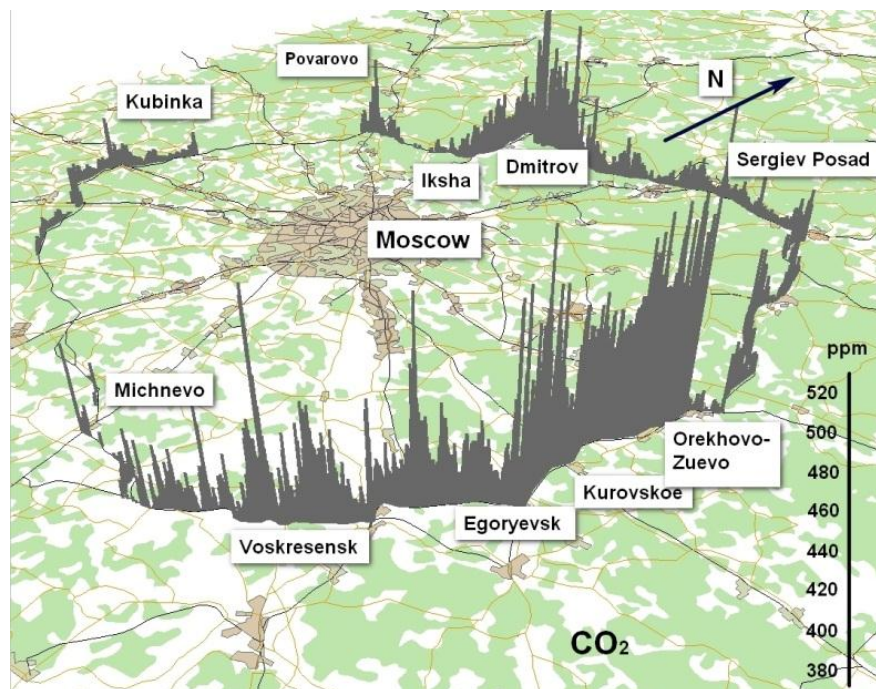 Povarovo
N
Kubinka
Sergiev Posad
Dmitrov
Iksha
Moscow
ppm
Michnevo
520
500
Orekhovo-
Zuevo
480
Kurovskoe
460
Egoryevsk
Voskresensk
440
420
CO₂
400
380